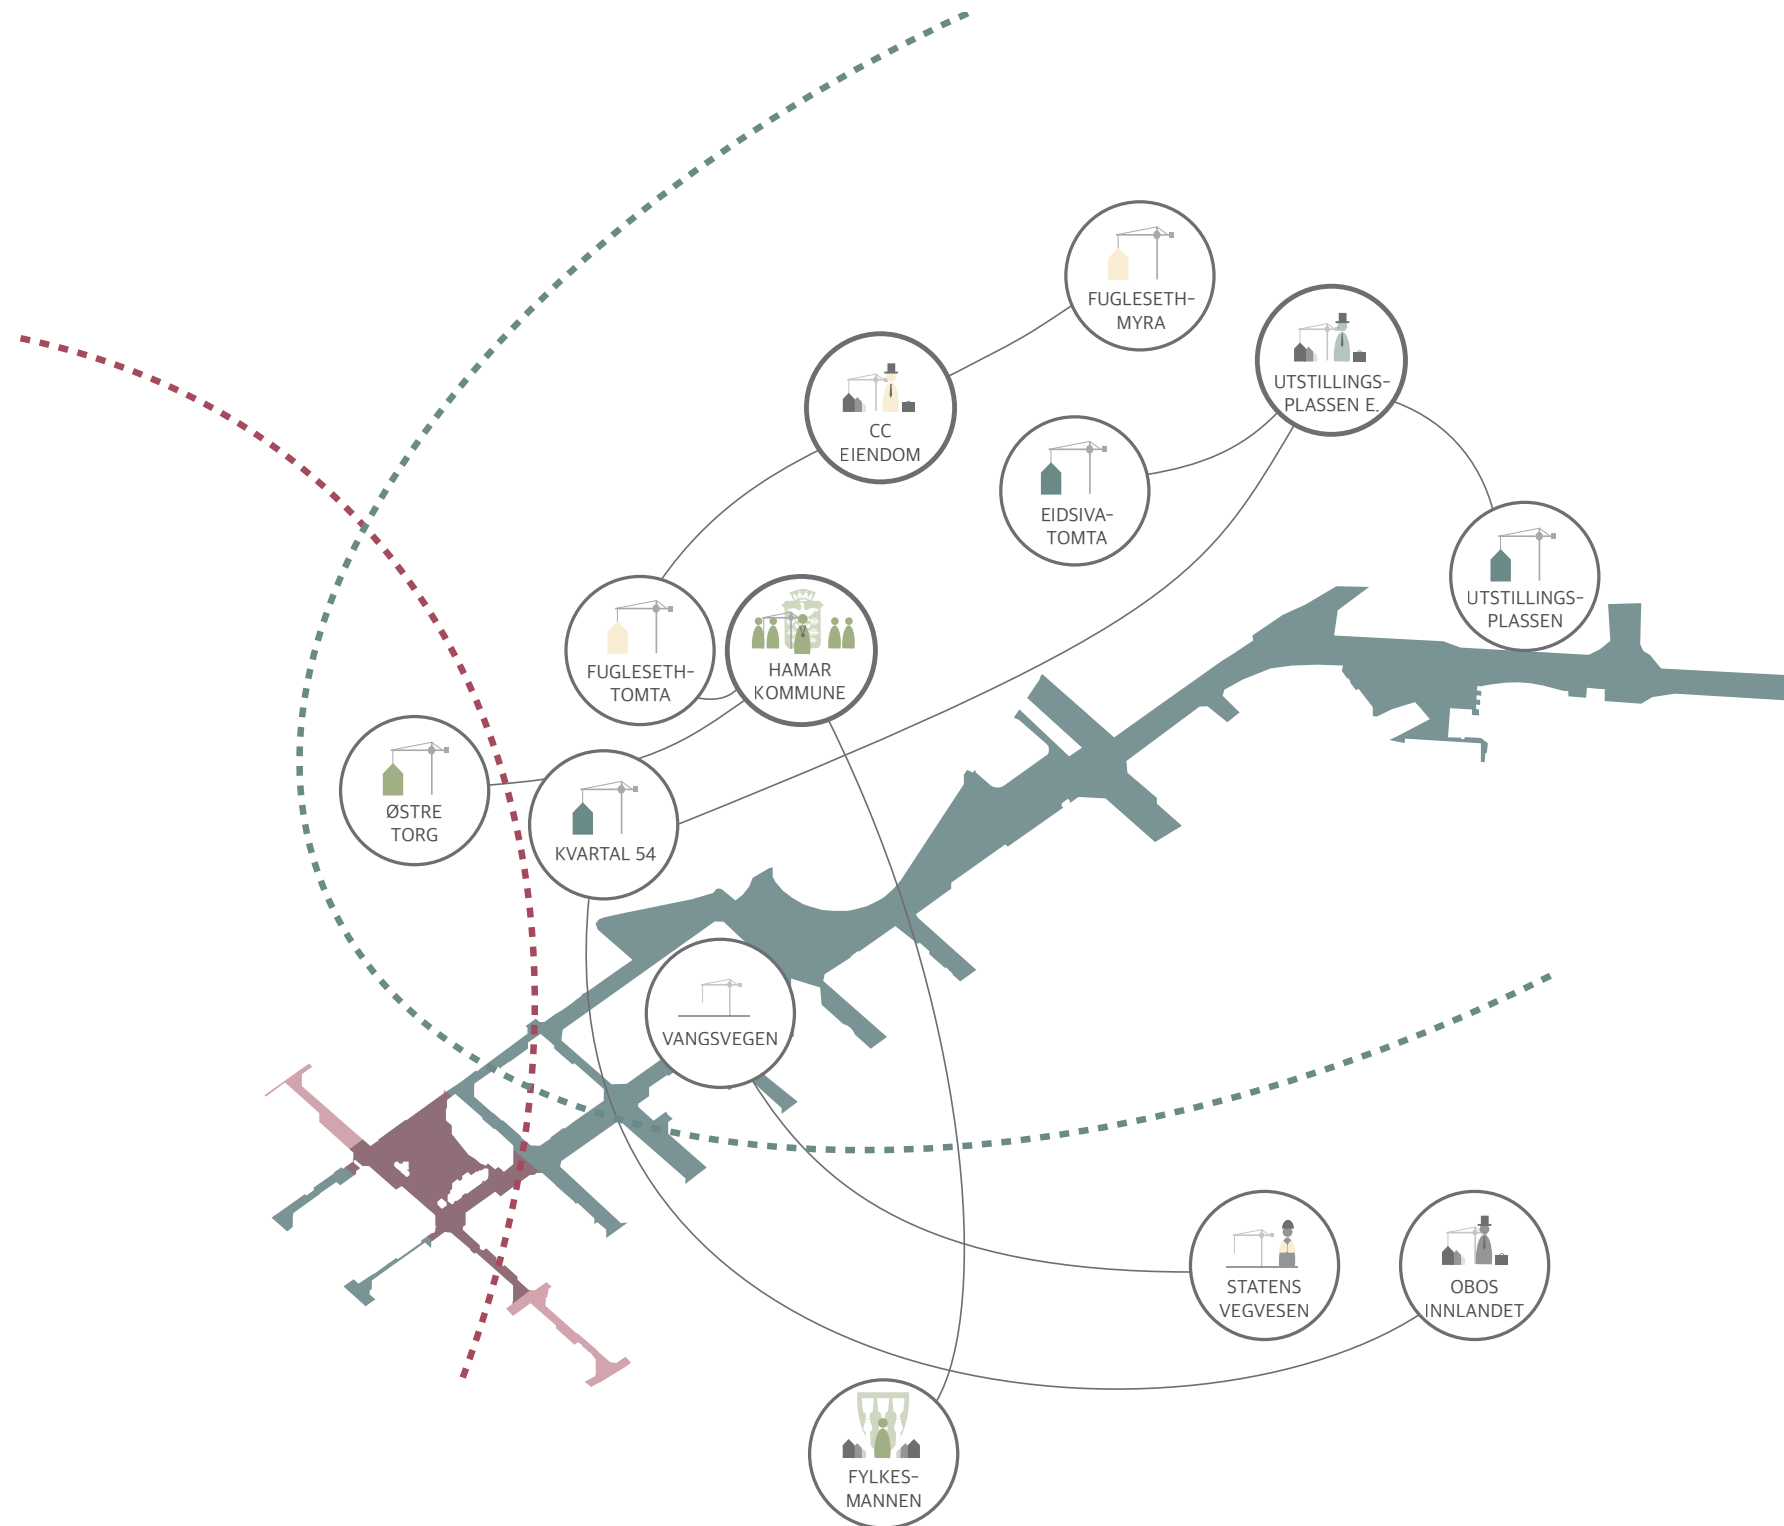 FUGLESETH-
MYRA
UTSTILLINGS-
PLASSEN E.
CC
EIENDOM
EIDSIVA-
TOMTA
UTSTILLINGS-
PLASSEN
FUGLESETH-
TOMTA
HAMAR
KOMMUNE
ØSTRE
TORG
KVARTAL 54
VANGSVEGEN
STATENS
VEGVESEN
OBOS
INNLANDET
FYLKES-
MANNEN